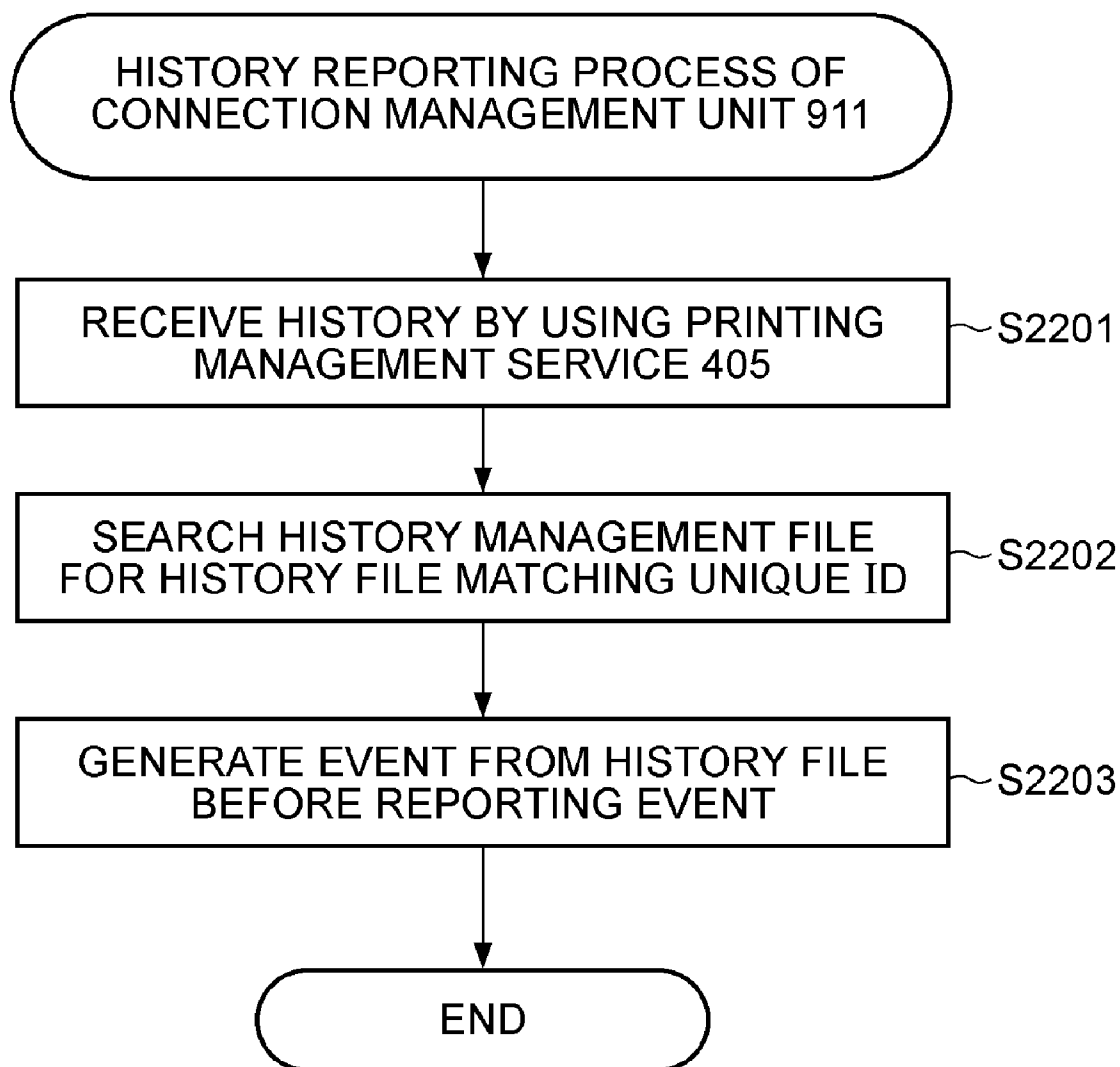 HISTORY REPORTING PROCESS OF
CONNECTION MANAGEMENT UNIT 911
RECEIVE HISTORY BY USING PRINTING
MANAGEMENT SERVICE 405
S2201
SEARCH HISTORY MANAGEMENT FILE
FOR HISTORY FILE MATCHING UNIQUE ID
S2202
GENERATE EVENT FROM HISTORY FILE
BEFORE REPORTING EVENT
S2203
END